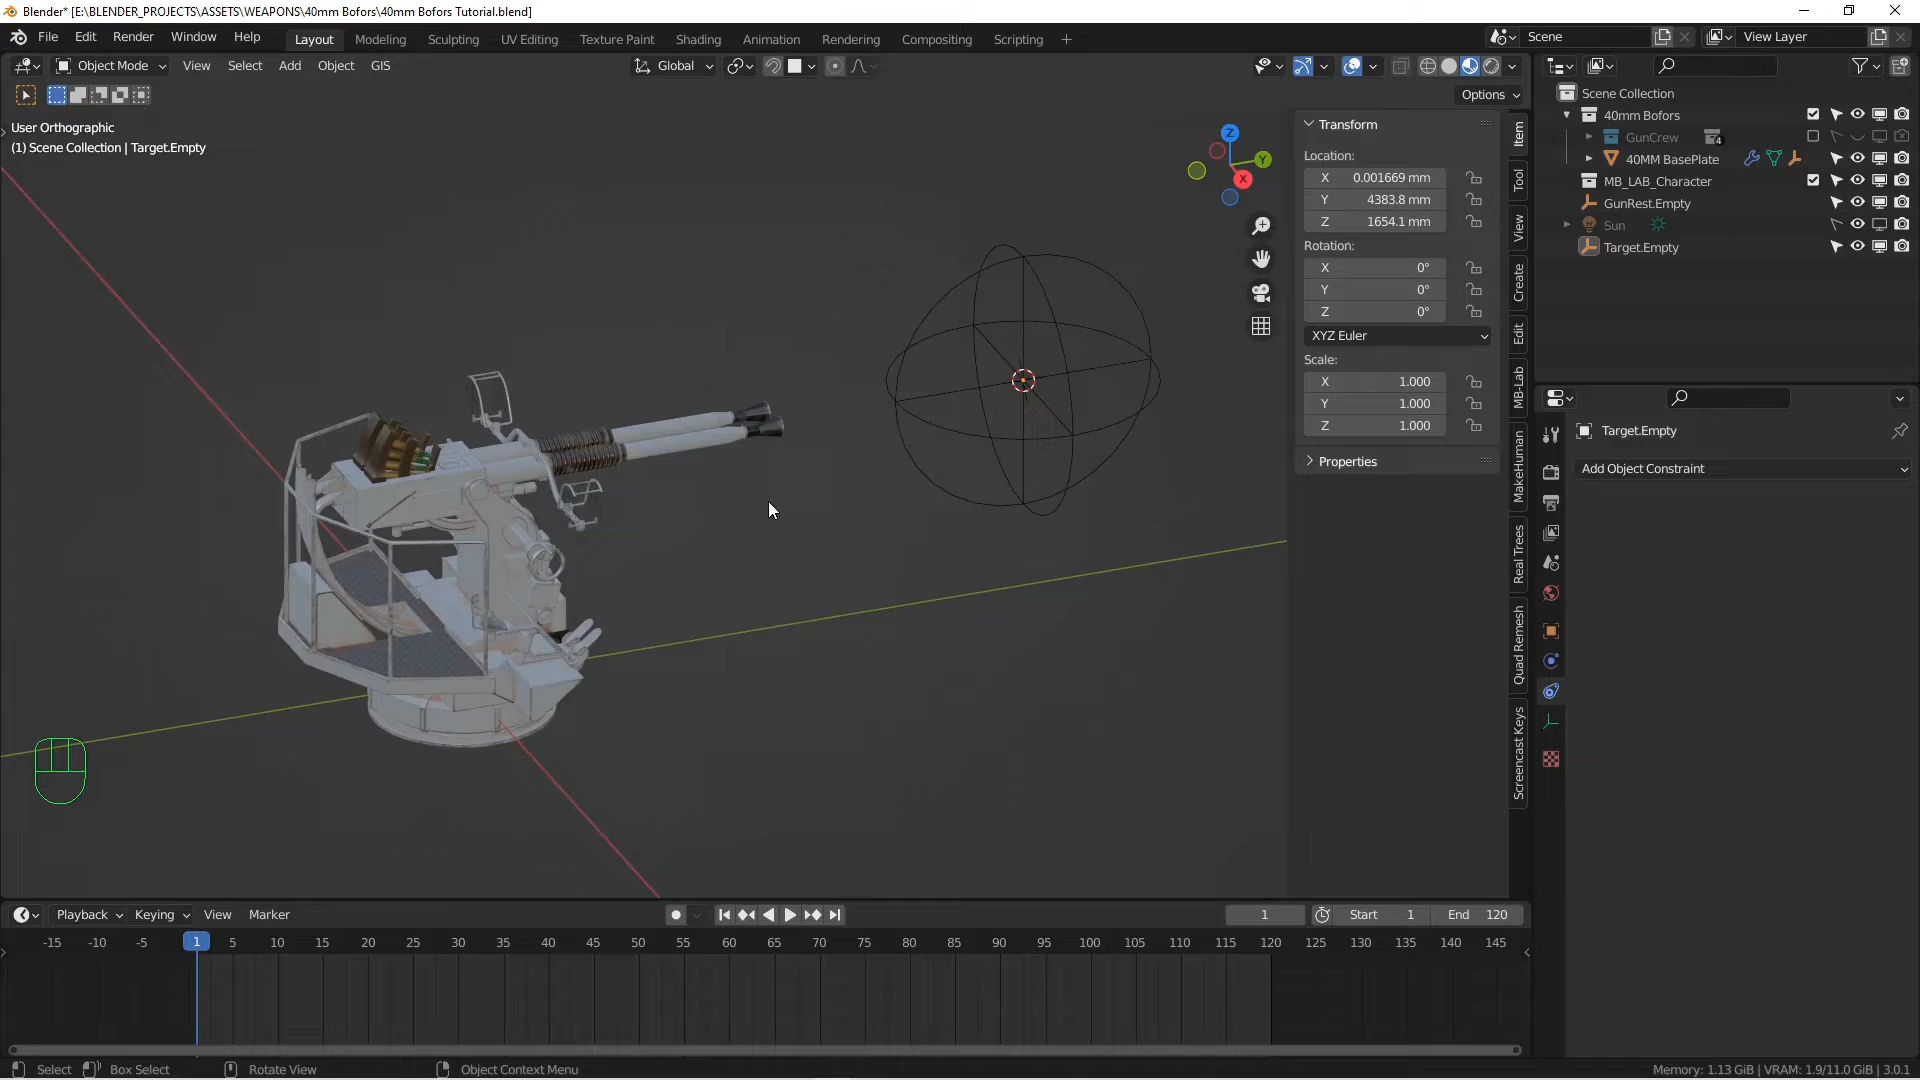 Blender* [E:\BLENDER_PROJECTS\ASSETS\WEAPONS\40mm Bofors\40mm Bofors Tutorial.blend]
File Edit Render Window Help Layout Modeling Sculpting UV Editing Texture Paint Shading Animation Rendering Compositing Scripting + Scene View Layer
Object Mode View Select Add Object GIS Global
Options
User Orthographic
(1) Scene Collection | Target.Empty
Z
Y
X
Transform
Location:
X 0.001669 mm
Y 4383.8 mm
Z 1654.1 mm
Rotation:
X 0°
Y 0°
Z 0°
XYZ Euler
Scale:
X 1.000
Y 1.000
Z 1.000
Properties
Item
Tool
View
Create
Edit
MB-Lab
MakeHuman
Real Trees
Quad Remesh
Screencast Keys
Scene Collection
40mm Bofors
GunCrew 4
40MM BasePlate
MB_LAB_Character
GunRest.Empty
Sun
Target.Empty
Target.Empty
Add Object Constraint
Playback Keying View Marker 1 Start 1 End 120
-15 -10 -5 1 5 10 15 20 25 30 35 40 45 50 55 60 65 70 75 80 85 90 95 100 105 110 115 120 125 130 135 140 145
Select Box Select Rotate View Object Context Menu Memory: 1.13 GiB | VRAM: 1.9/11.0 GiB | 3.0.1